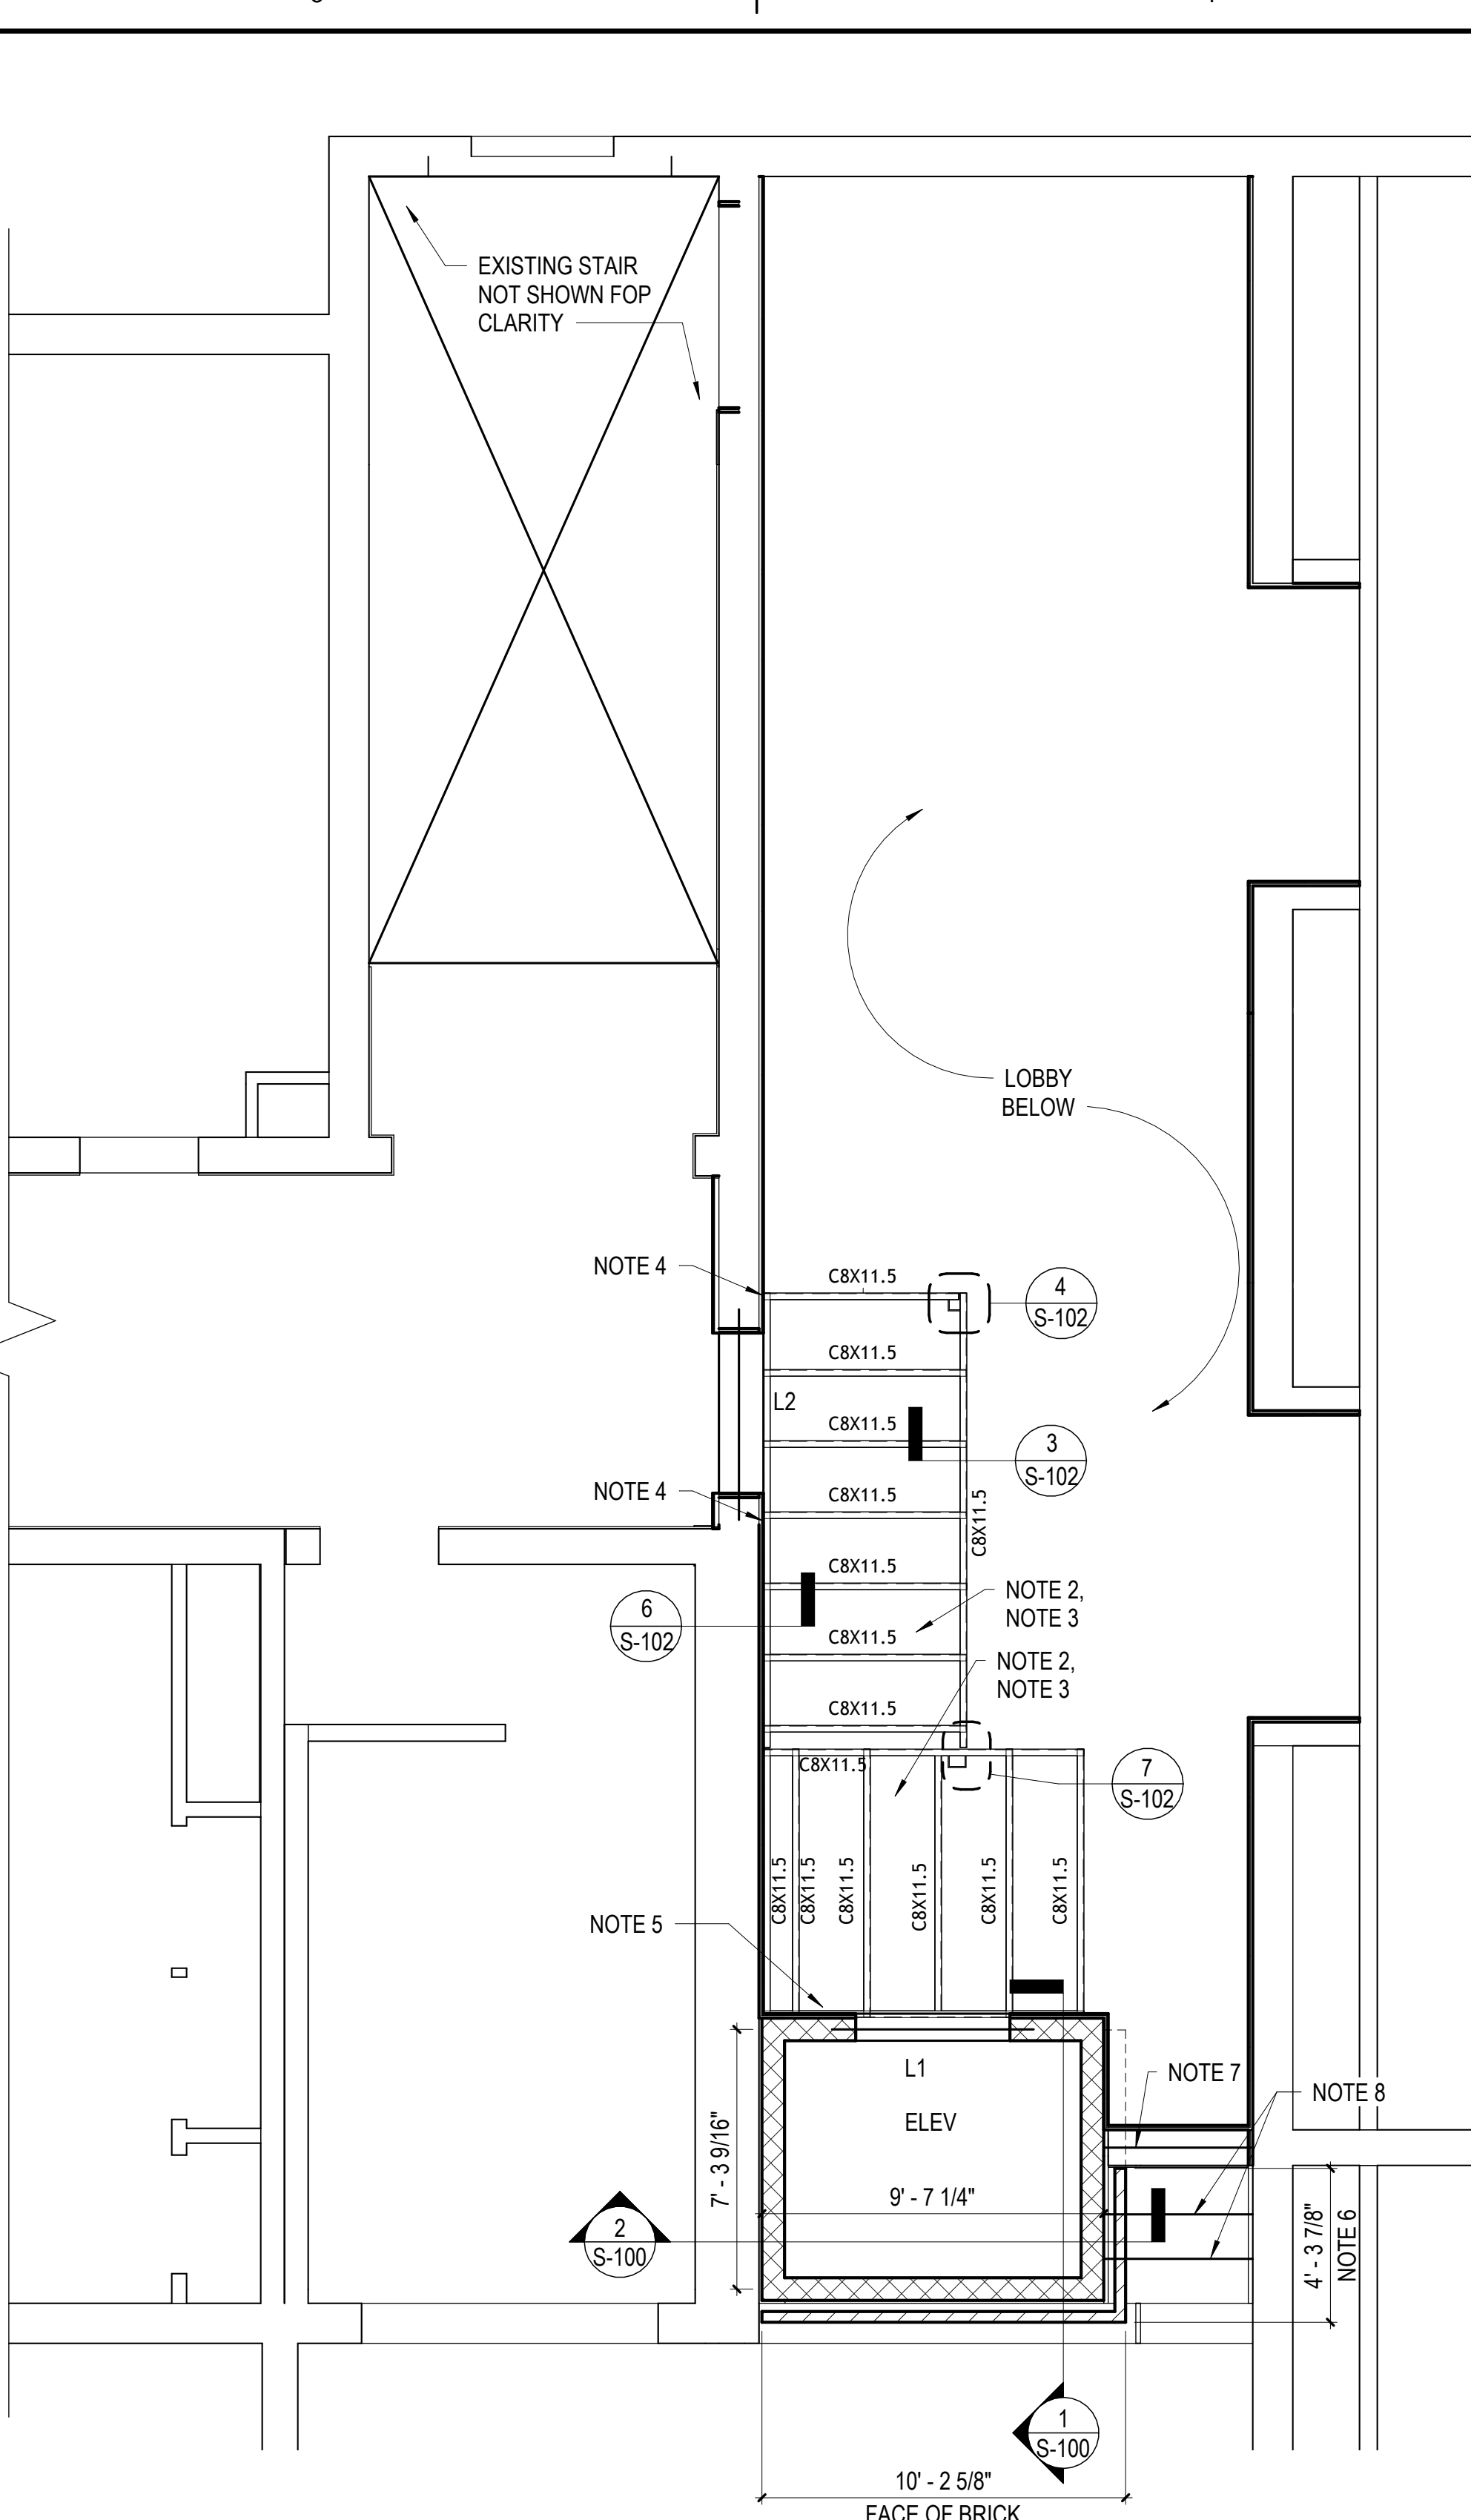 EXISTING STAIR
NOT SHOWN FOP
CLARITY
LOBBY
BELOW
NOTE 4
C8X11.5
4
S-102
C8X11.5
L2
C8X11.5
3
S-102
NOTE 4
C8X11.5
C8X11.5
C8X11.5
NOTE 2,
NOTE 3
6
S-102
C8X11.5
NOTE 2,
NOTE 3
C8X11.5
C8X11.5
7
S-102
C8X11.5
C8X11.5
C8X11.5
C8X11.5
C8X11.5
C8X11.5
NOTE 5
L1
NOTE 7
NOTE 8
ELEV
7' - 3 9/16"
9' - 7 1/4"
4' - 3 7/8"
NOTE 6
2
S-100
1
S-100
10' - 2 5/8"
FACE OF BRICK